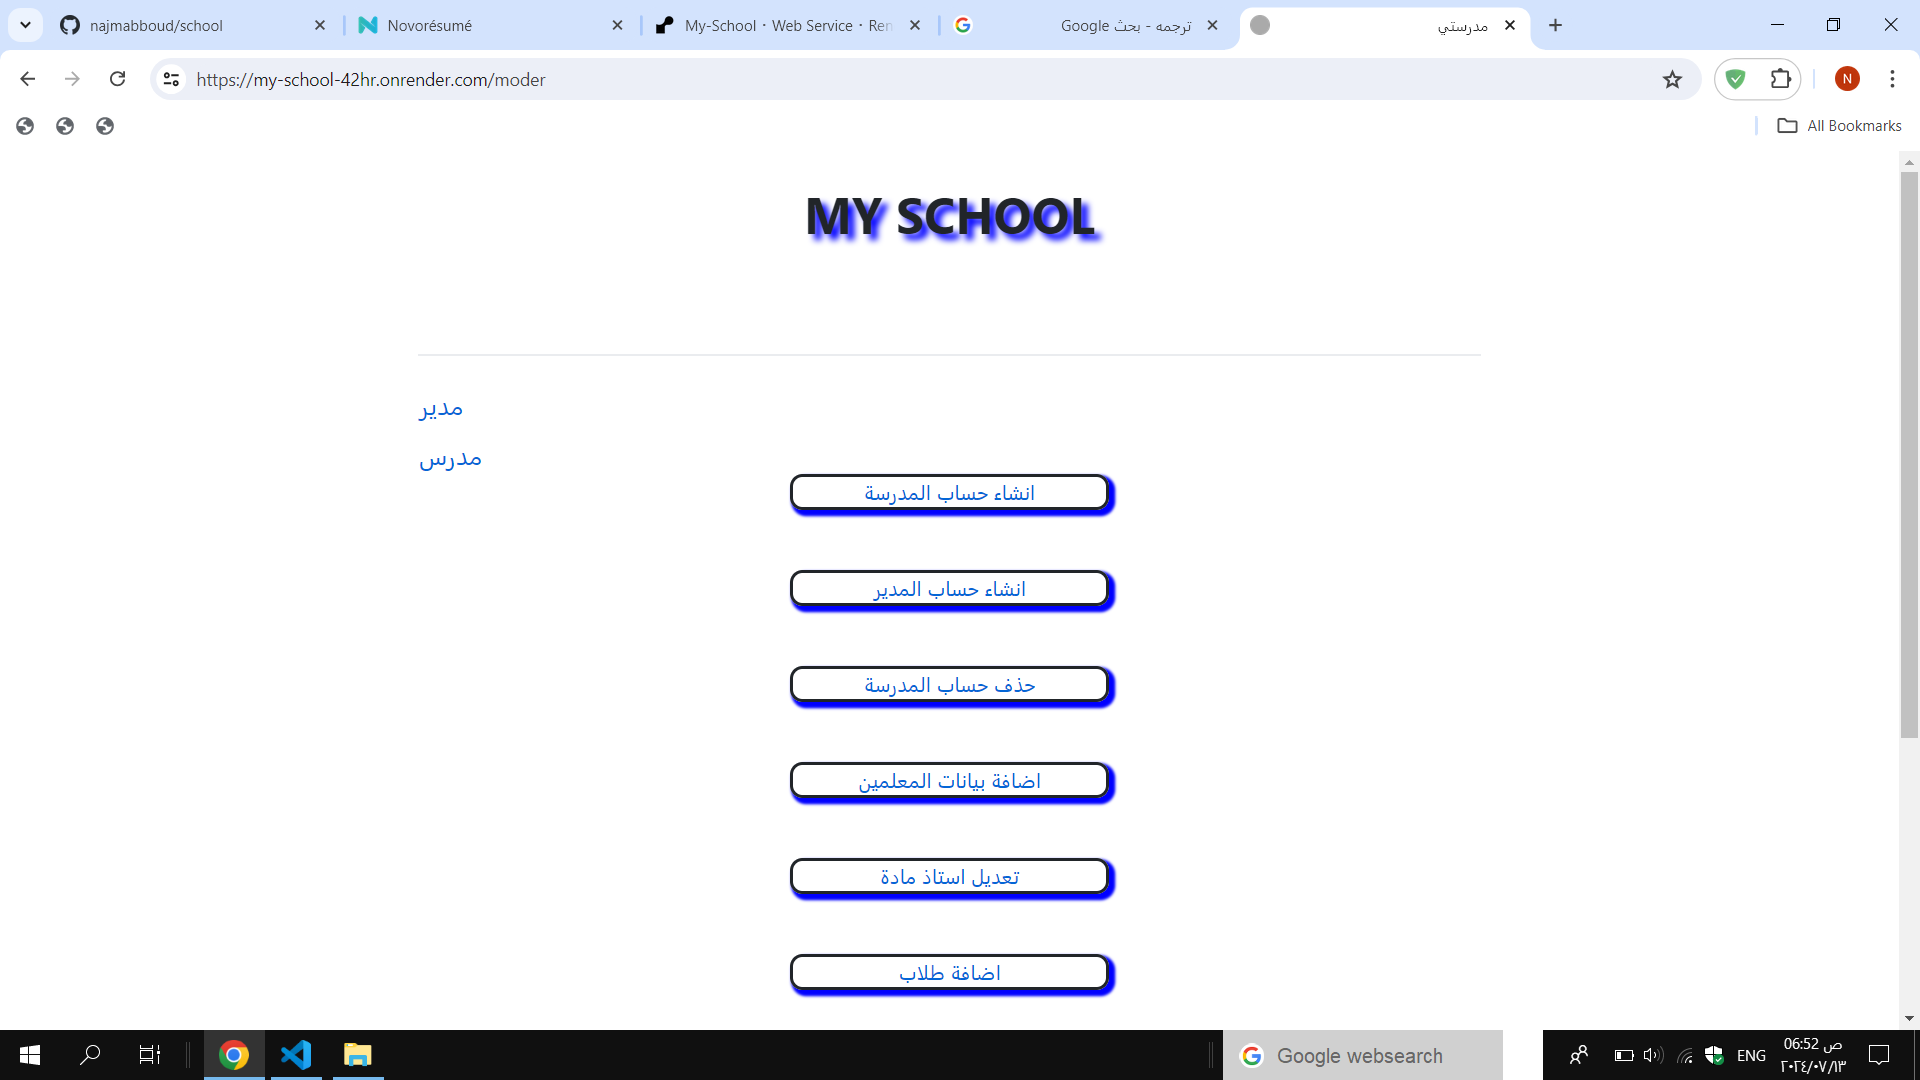 najmabboud/school
Novorésumé
My-School · Web Service · Ren
ترجمه - بحث Google
مدرستي
https://my-school-42hr.onrender.com/moder
N
All Bookmarks
MY SCHOOL
مدير
مدرس
انشاء حساب المدرسة
انشاء حساب المدير
حذف حساب المدرسة
اضافة بيانات المعلمين
تعديل استاذ مادة
اضافة طلاب
Google websearch
ENG
06:52 ص
٢٠٢٤/٠٧/١٣